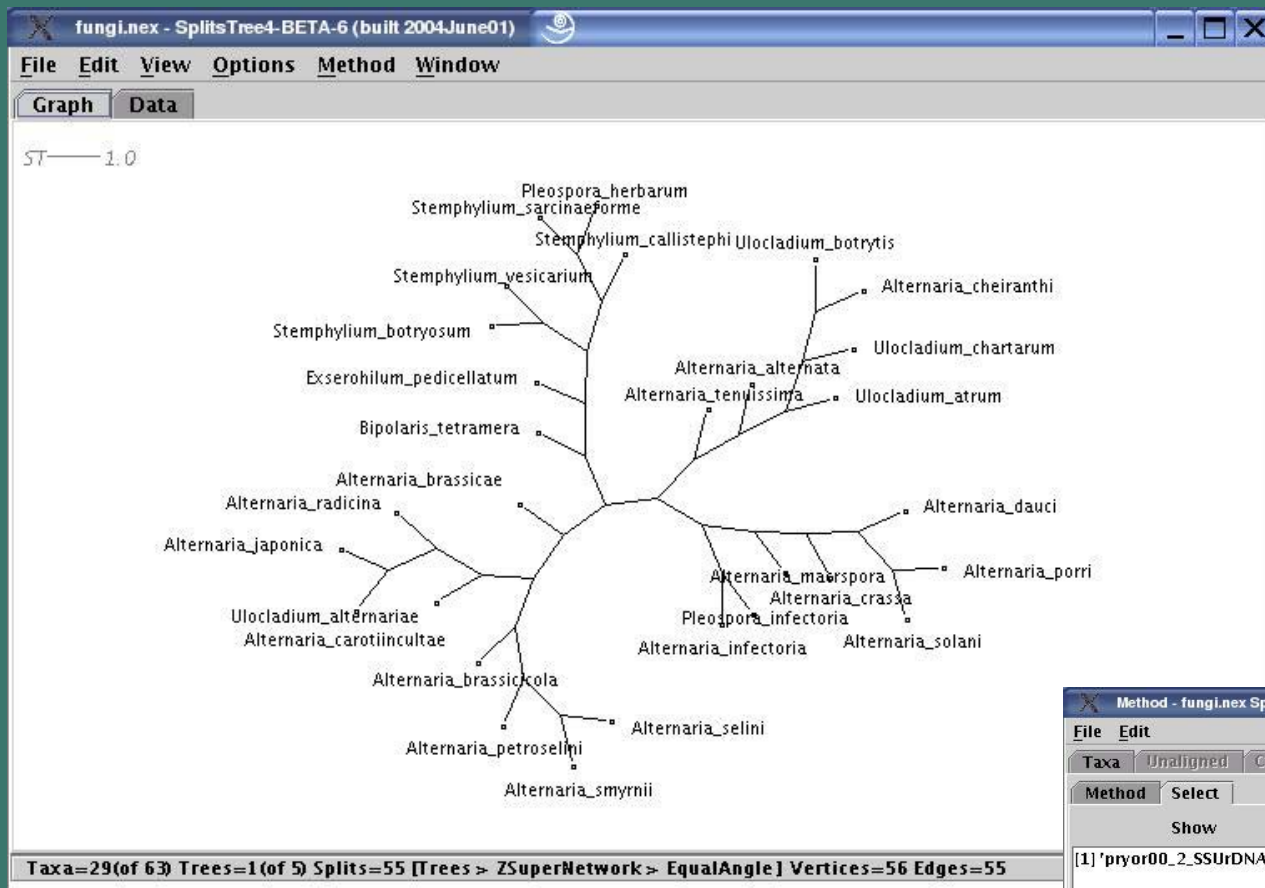 fungi.nex - SplitsTree4-BETA-6 (built 2004June01)
File Edit View Options Method Window
Graph Data
ST 1.0
Pleospora_herbarum
Stemphylium_sarcinaeforme
Stemphylium_callistephi
Ulocladium_botrytis
Stemphylium_vesicarium
Alternaria_cheiranthi
Stemphylium_botryosum
Ulocladium_chartarum
Alternaria_alternata
Exserohilum_pedicellatum
Alternaria_tenuissima
Ulocladium_atrum
Bipolaris_tetramera
Alternaria_brassicae
Alternaria_radicina
Alternaria_dauci
Alternaria_japonica
Alternaria_porri
Alternaria_macrspora
Alternaria_crassa
Ulocladium_alternariae
Pleospora_infectoria
Alternaria_carotiincultae
Alternaria_infectoria
Alternaria_solani
Alternaria_brassicicola
Alternaria_selini
Alternaria_petroselini
Alternaria_smyrnii
Taxa=29(of 63) Trees=1(of 5) Splits=55 [Trees > ZSuperNetwork > EqualAngle] Vertices=56 Edges=55
Method - fungi.nex Sp
File Edit
Taxa Unaligned C
Method Select
Show
[1] 'pryor00_2_SSUrDNA